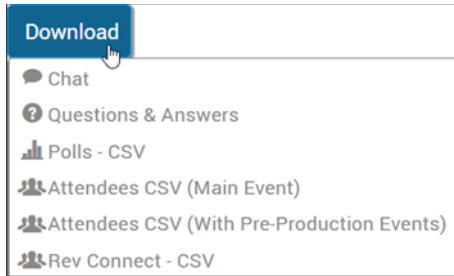 Download
Chat
Questions & Answers
Polls - CSV
Attendees CSV (Main Event)
Attendees CSV (With Pre-Production Events)
Rev Connect - CSV